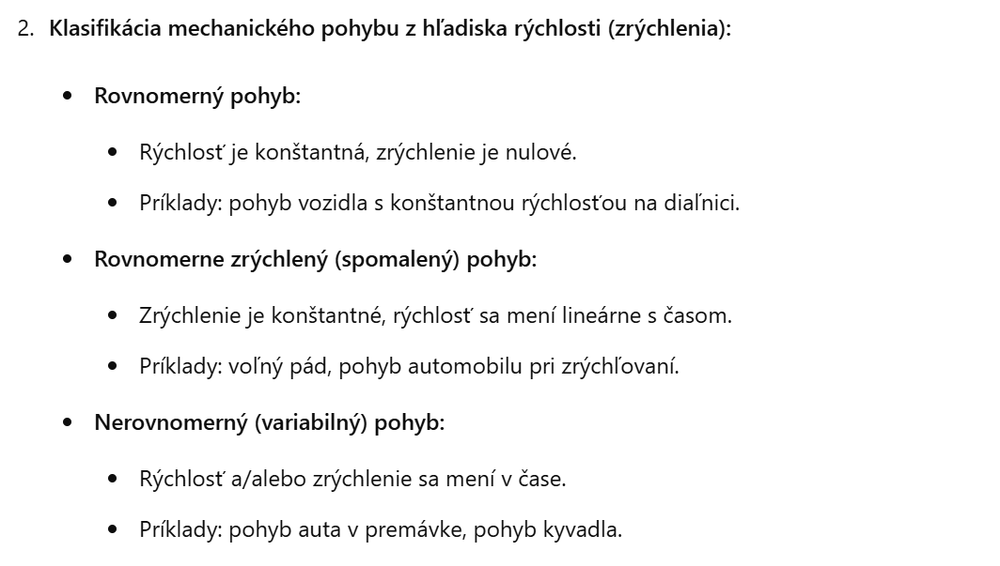 2. Klasifikácia mechanického pohybu z hľadiska rýchlosti (zrýchlenia):
• Rovnomerný pohyb:
• Rýchlosť je konštantná, zrýchlenie je nulové.
• Príklady: pohyb vozidla s konštantnou rýchlosťou na diaľnici.
• Rovnomerne zrýchlený (spomalený) pohyb:
• Zrýchlenie je konštantné, rýchlosť sa mení lineárne s časom.
• Príklady: voľný pád, pohyb automobilu pri zrýchľovaní.
• Nerovnomerný (variabilný) pohyb:
• Rýchlosť a/alebo zrýchlenie sa mení v čase.
• Príklady: pohyb auta v premávke, pohyb kyvadla.